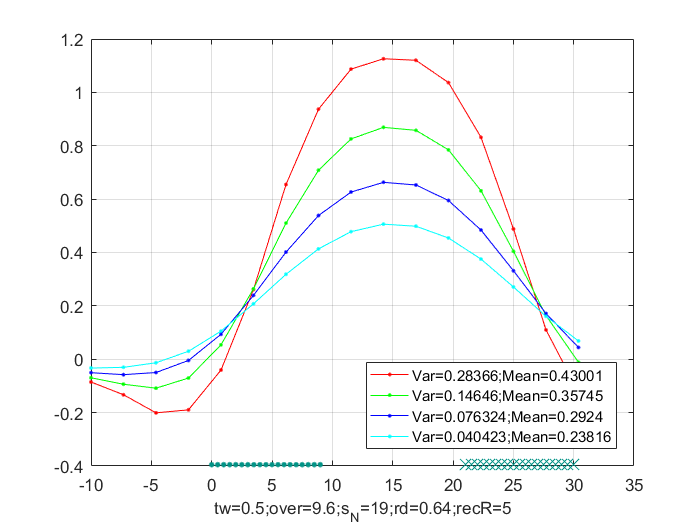 1.2
1
0.8
0.6
0.4
0.2
0
-0.2
-0.4
Var=0.28366;Mean=0.43001
Var=0.14646;Mean=0.35745
Var=0.076324;Mean=0.2924
Var=0.040423;Mean=0.23816
-10 -5 0 5 10 15 20 25 30 35
tw=0.5;over=9.6;s_N=19;rd=0.64;recR=5